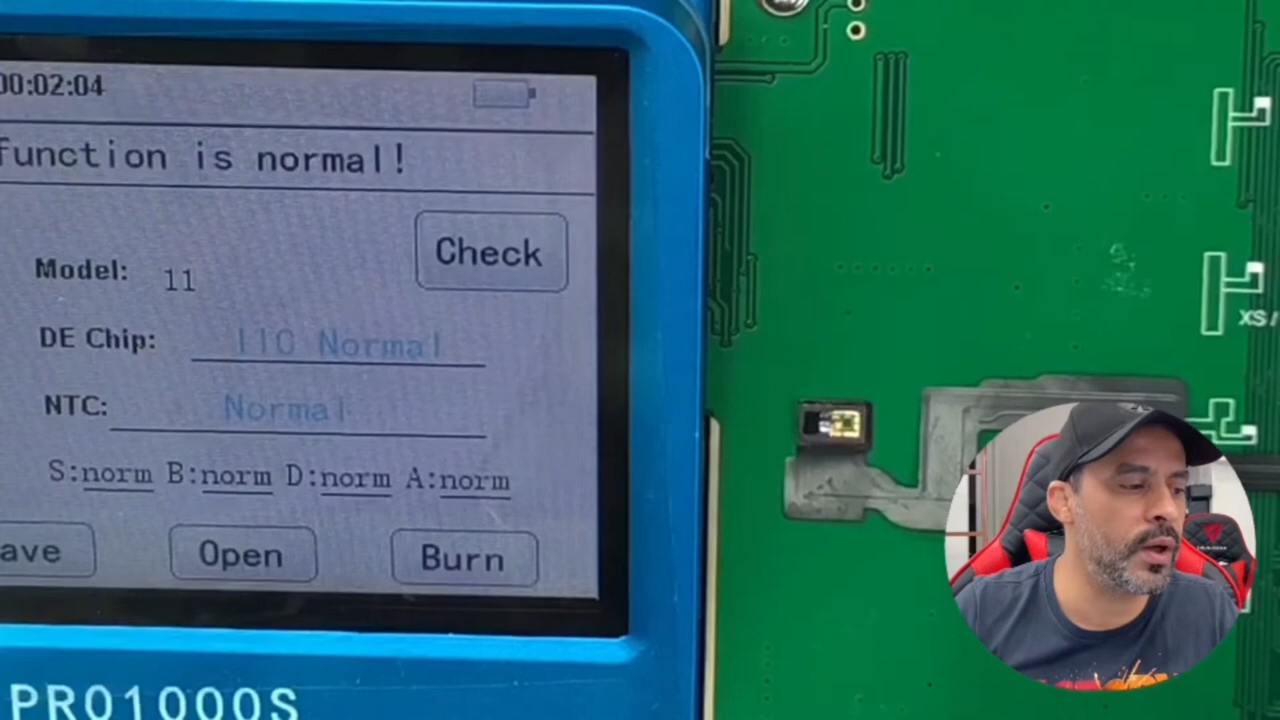 00:02:04
function is normal!
Check
Model: 11
DE Chip: IIO Normal
NTC: Normal
S:norm B:norm D:norm A:norm
ave Open Burn
PRO1000S
XS/